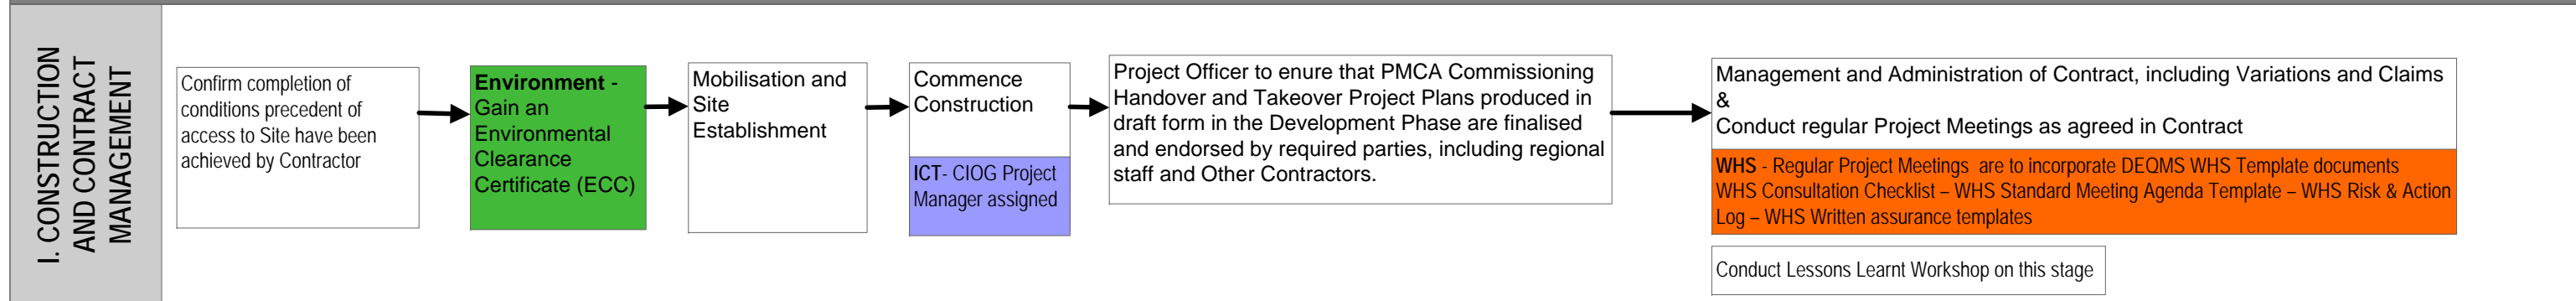 I. CONSTRUCTION
AND CONTRACT
MANAGEMENT
Confirm completion of
conditions precedent of
access to Site have been
achieved by Contractor
Environment -
Gain an
Environmental
Clearance
Certificate (ECC)
Mobilisation and
Site
Establishment
Commence
Construction
ICT- CIOG Project
Manager assigned
Project Officer to enure that PMCA Commissioning
Handover and Takeover Project Plans produced in
draft form in the Development Phase are finalised
and endorsed by required parties, including regional
staff and Other Contractors.
Management and Administration of Contract, including Variations and Claims
&
Conduct regular Project Meetings as agreed in Contract
WHS - Regular Project Meetings  are to incorporate DEQMS WHS Template documents
WHS Consultation Checklist – WHS Standard Meeting Agenda Template – WHS Risk & Action
Log – WHS Written assurance templates
Conduct Lessons Learnt Workshop on this stage